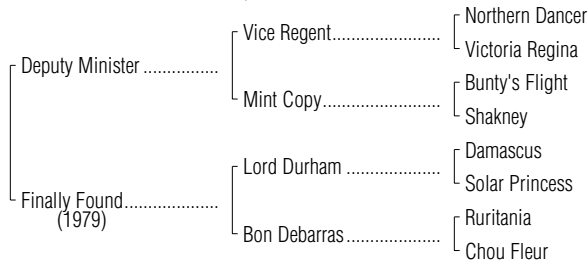 Northern Dancer
Vice Regent....................
Victoria Regina
Deputy Minister ................
Bunty's Flight
Mint Copy......................
Shakney
Damascus
Lord Durham .................
Solar Princess
Finally Found....................
(1979)
Ruritania
Bon Debarras.................
Chou Fleur